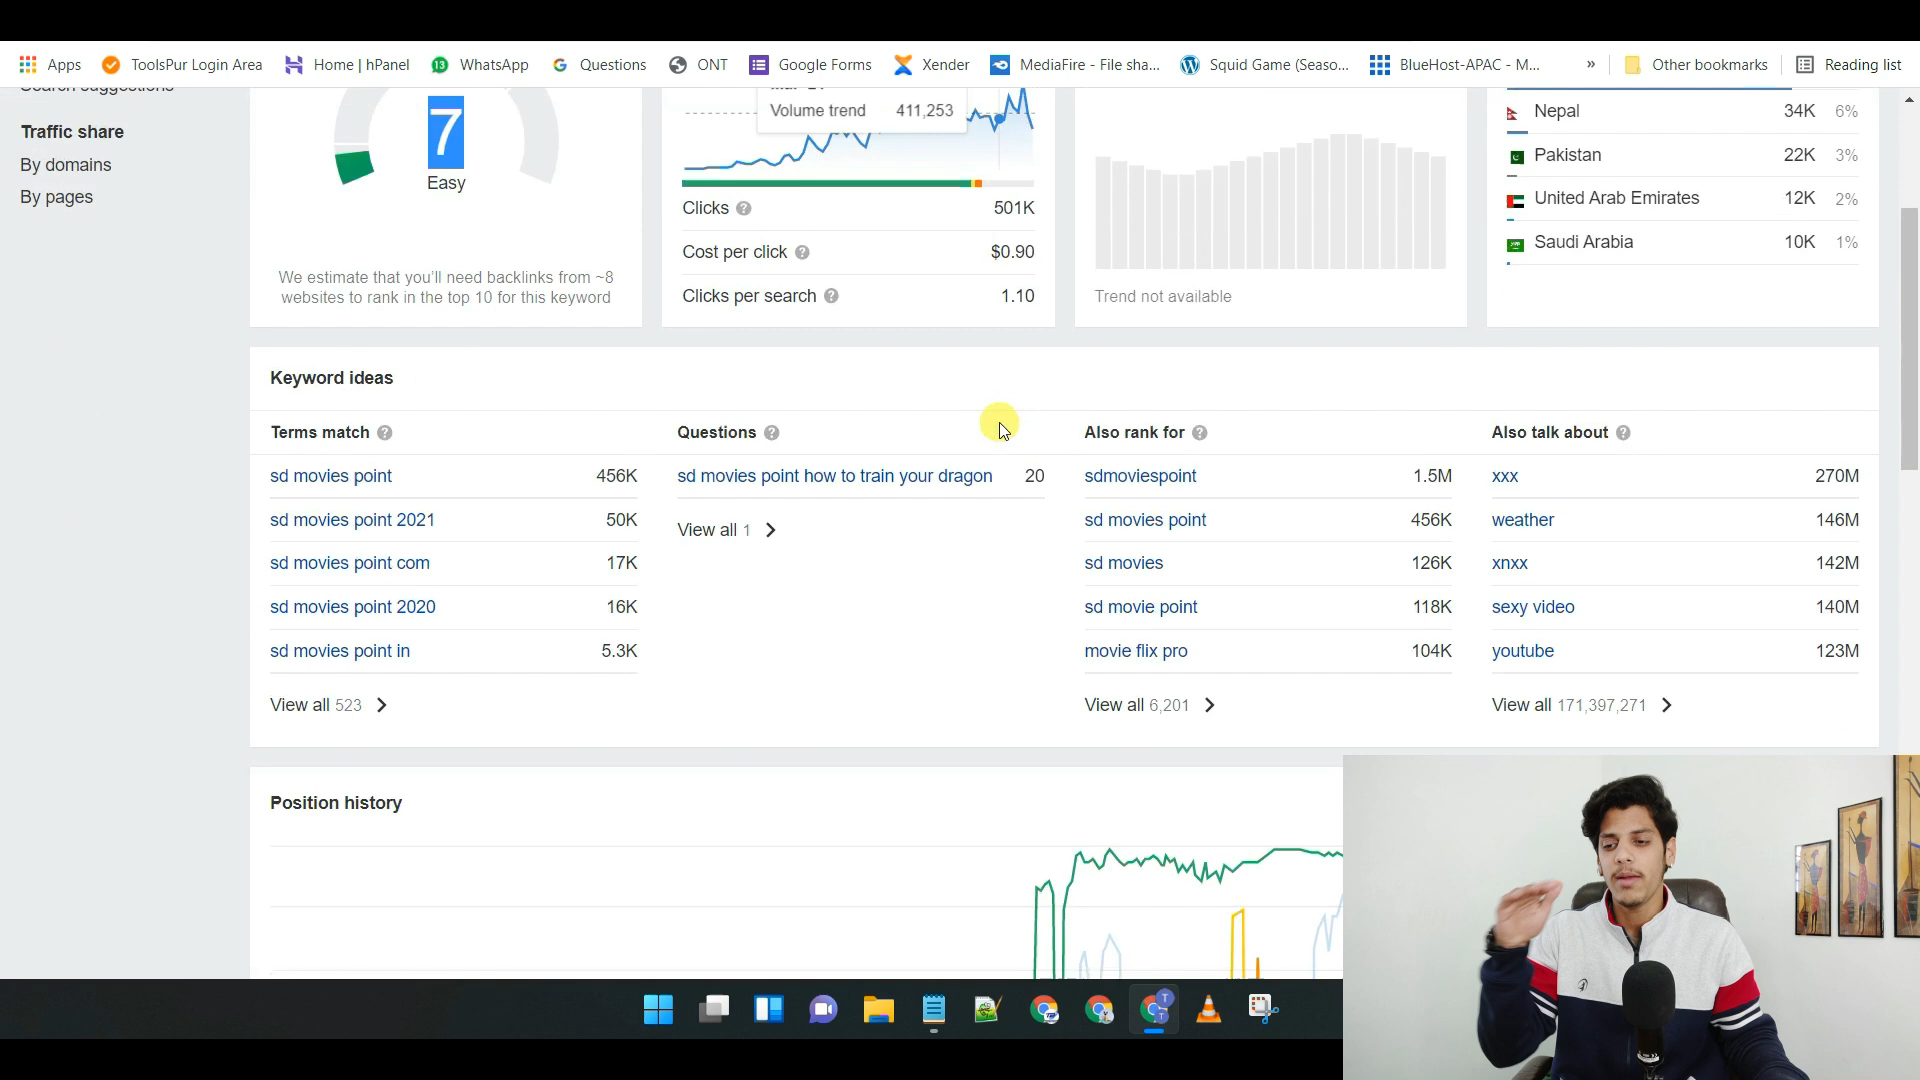 Apps
ToolsPur Login Area
Home | hPanel
13
WhatsApp
Questions
ONT
Google Forms
Xender
MediaFire - File sha...
Squid Game (Seaso...
BlueHost-APAC - M...
»
Other bookmarks
Reading list
Search suggestions
Traffic share
By domains
By pages
7
Easy
We estimate that you'll need backlinks from ~8
websites to rank in the top 10 for this keyword
Volume trend 411,253
Clicks 501K
Cost per click $0.90
Clicks per search 1.10
Trend not available
Nepal 34K 6%
Pakistan 22K 3%
United Arab Emirates 12K 2%
Saudi Arabia 10K 1%
Keyword ideas
Terms match
sd movies point 456K
sd movies point 2021 50K
sd movies point com 17K
sd movies point 2020 16K
sd movies point in 5.3K
View all 523
Questions
sd movies point how to train your dragon 20
View all 1
Also rank for
sdmoviespoint 1.5M
sd movies point 456K
sd movies 126K
sd movie point 118K
movie flix pro 104K
View all 6,201
Also talk about
xxx 270M
weather 146M
xnxx 142M
sexy video 140M
youtube 123M
View all 171,397,271
Position history